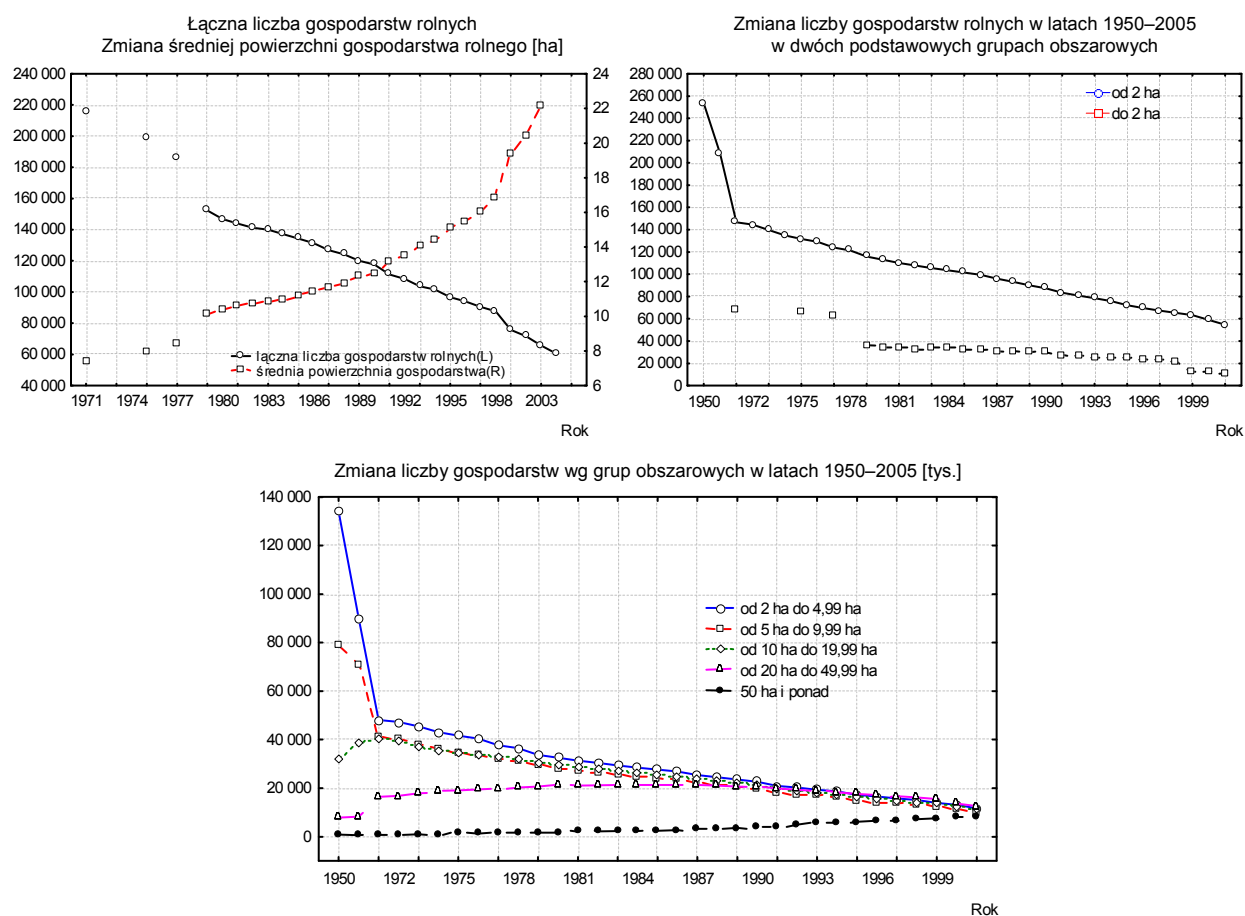 Łączna liczba gospodarstw rolnych
Zmiana średniej powierzchni gospodarstwa rolnego [ha]
240 000
220 000
200 000
180 000
160 000
140 000
120 000
100 000
80 000
60 000
40 000
24
22
20
18
16
14
12
10
8
6
łączna liczba gospodarstw rolnych(L)
średnia powierzchnia gospodarstwa(R)
1971 1974 1977 1980 1983 1986 1989 1992 1995 1998 2003
Rok
Zmiana liczby gospodarstw rolnych w latach 1950–2005
w dwóch podstawowych grupach obszarowych
280 000
260 000
240 000
220 000
200 000
180 000
160 000
140 000
120 000
100 000
80 000
60 000
40 000
20 000
0
od 2 ha
do 2 ha
1950 1972 1975 1978 1981 1984 1987 1990 1993 1996 1999
Rok
Zmiana liczby gospodarstw wg grup obszarowych w latach 1950–2005 [tys.]
140 000
120 000
100 000
80 000
60 000
40 000
20 000
0
od 2 ha do 4,99 ha
od 5 ha do 9,99 ha
od 10 ha do 19,99 ha
od 20 ha do 49,99 ha
50 ha i ponad
1950 1972 1975 1978 1981 1984 1987 1990 1993 1996 1999
Rok